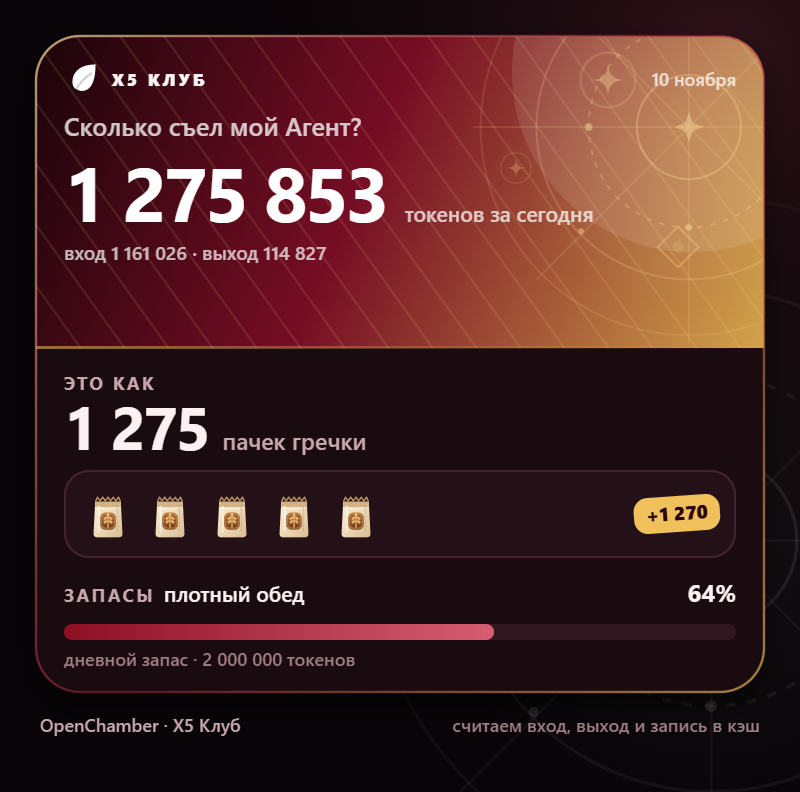 Х5 КЛУБ
10 ноября
Сколько съел мой Агент?
1 275 853 токенов за сегодня
вход 1 161 026 · выход 114 827
ЭТО КАК
1 275 пачек гречки
+1 270
ЗАПАСЫ плотный обед 64%
дневной запас · 2 000 000 токенов
OpenChamber · X5 Клуб
считаем вход, выход и запись в кэш